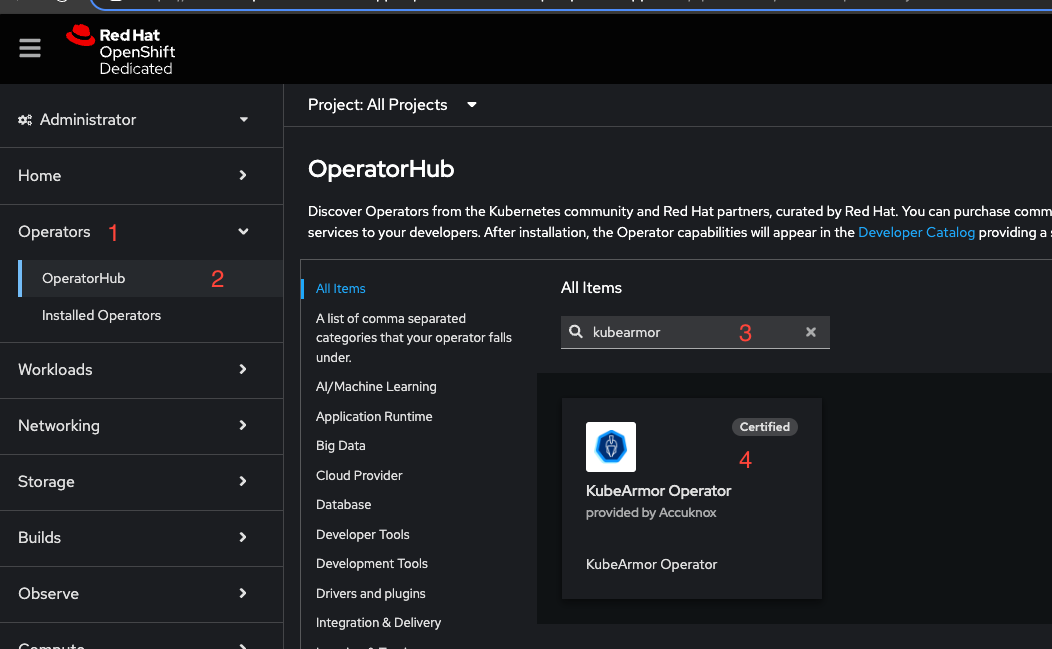 Red Hat
OpenShift
Dedicated
Administrator
Home
Operators 1
OperatorHub 2
Installed Operators
Workloads
Networking
Storage
Builds
Observe
Project: All Projects
OperatorHub
Discover Operators from the Kubernetes community and Red Hat partners, curated by Red Hat. You can purchase comm
services to your developers. After installation, the Operator capabilities will appear in the Developer Catalog providing a s
All Items
A list of comma separated
categories that your operator falls
under.
AI/Machine Learning
Application Runtime
Big Data
Cloud Provider
Database
Developer Tools
Development Tools
Drivers and plugins
Integration & Delivery
All Items
kubearmor 3
Certified
4
KubeArmor Operator
provided by Accuknox
KubeArmor Operator